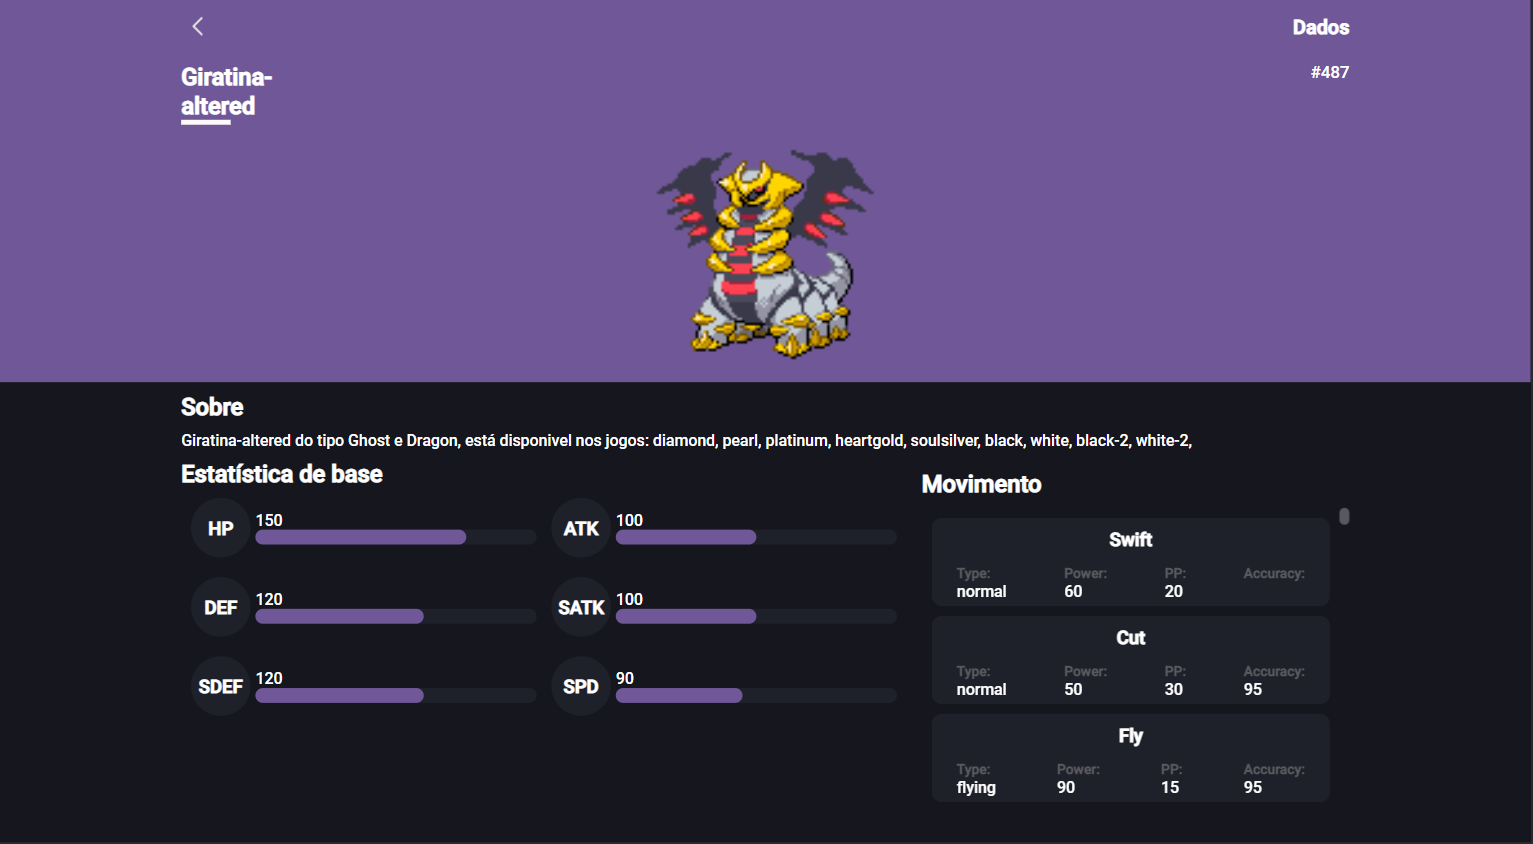 Dados
Giratina-
altered
#487
Sobre
Giratina-altered do tipo Ghost e Dragon, está disponivel nos jogos: diamond, pearl, platinum, heartgold, soulsilver, black, white, black-2, white-2,
Estatística de base
HP 150
ATK 100
DEF 120
SATK 100
SDEF 120
SPD 90
Movimento
Swift
Type: Power: PP: Accuracy:
normal 60 20
Cut
Type: Power: PP: Accuracy:
normal 50 30 95
Fly
Type: Power: PP: Accuracy:
flying 90 15 95